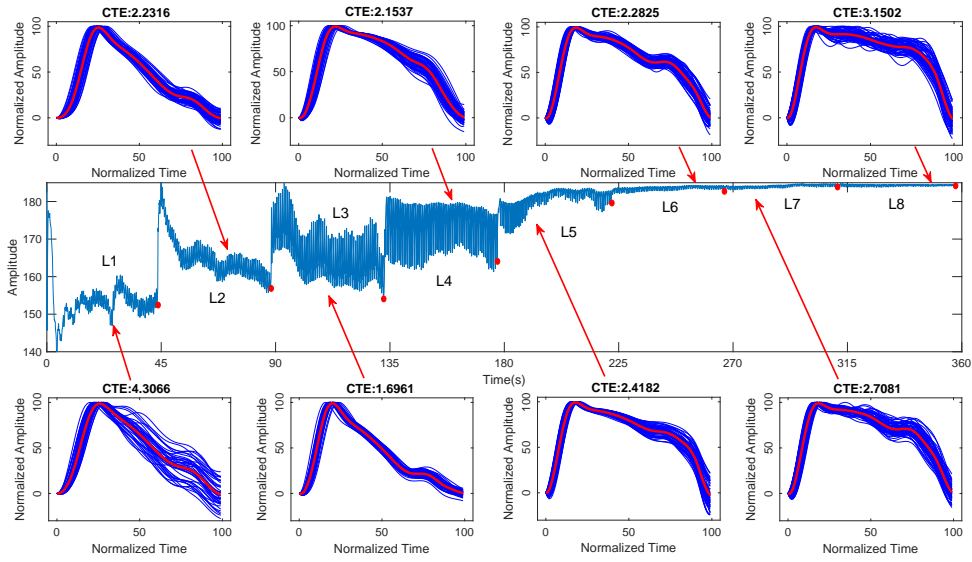 CTE:2.2316
CTE:2.1537
CTE:2.2825
CTE:3.1502
Normalized Amplitude
100
50
0
0
50
100
Normalized Time
Normalized Amplitude
100
50
0
0
50
100
Normalized Time
Normalized Amplitude
100
50
0
0
50
100
Normalized Time
Normalized Amplitude
100
50
0
0
50
100
Normalized Time
Amplitude
180
170
160
150
140
L1
L2
L3
L4
L5
L6
L7
L8
0
45
90
135
180
225
270
315
360
Time(s)
CTE:4.3066
CTE:1.6961
CTE:2.4182
CTE:2.7081
Normalized Amplitude
100
50
0
0
50
100
Normalized Time
Normalized Amplitude
100
50
0
0
50
100
Normalized Time
Normalized Amplitude
100
50
0
0
50
100
Normalized Time
Normalized Amplitude
100
50
0
0
50
100
Normalized Time